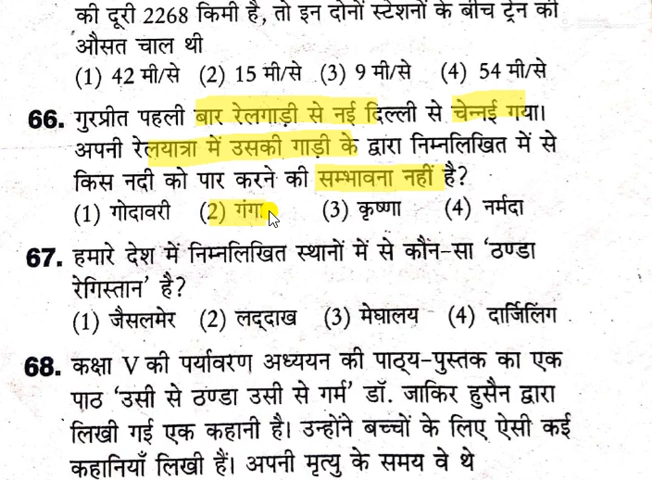 की दूरी 2268 किमी है, तो इन दोनों स्टेशनों के बीच ट्रेन की
औसत चाल थी
(1) 42 मी/से (2) 15 मी/से (3) 9 मी/से (4) 54 मी/से
66. गुरप्रीत पहली बार रेलगाड़ी से नई दिल्ली से चेन्नई गया।
अपनी रेलयात्रा में उसकी गाड़ी के द्वारा निम्नलिखित में से
किस नदी को पार करने की सम्भावना नहीं है?
(1) गोदावरी (2) गंगा (3) कृष्णा (4) नर्मदा
67. हमारे देश में निम्नलिखित स्थानों में से कौन-सा 'ठण्डा
रेगिस्तान' है?
(1) जैसलमेर (2) लद्दाख (3) मेघालय (4) दार्जिलिंग
68. कक्षा V की पर्यावरण अध्ययन की पाठ्य-पुस्तक का एक
पाठ 'उसी से ठण्डा उसी से गर्म' डॉ. जाकिर हुसैन द्वारा
लिखी गई एक कहानी है। उन्होंने बच्चों के लिए ऐसी कई
कहानियाँ लिखी हैं। अपनी मृत्यु के समय वे थे